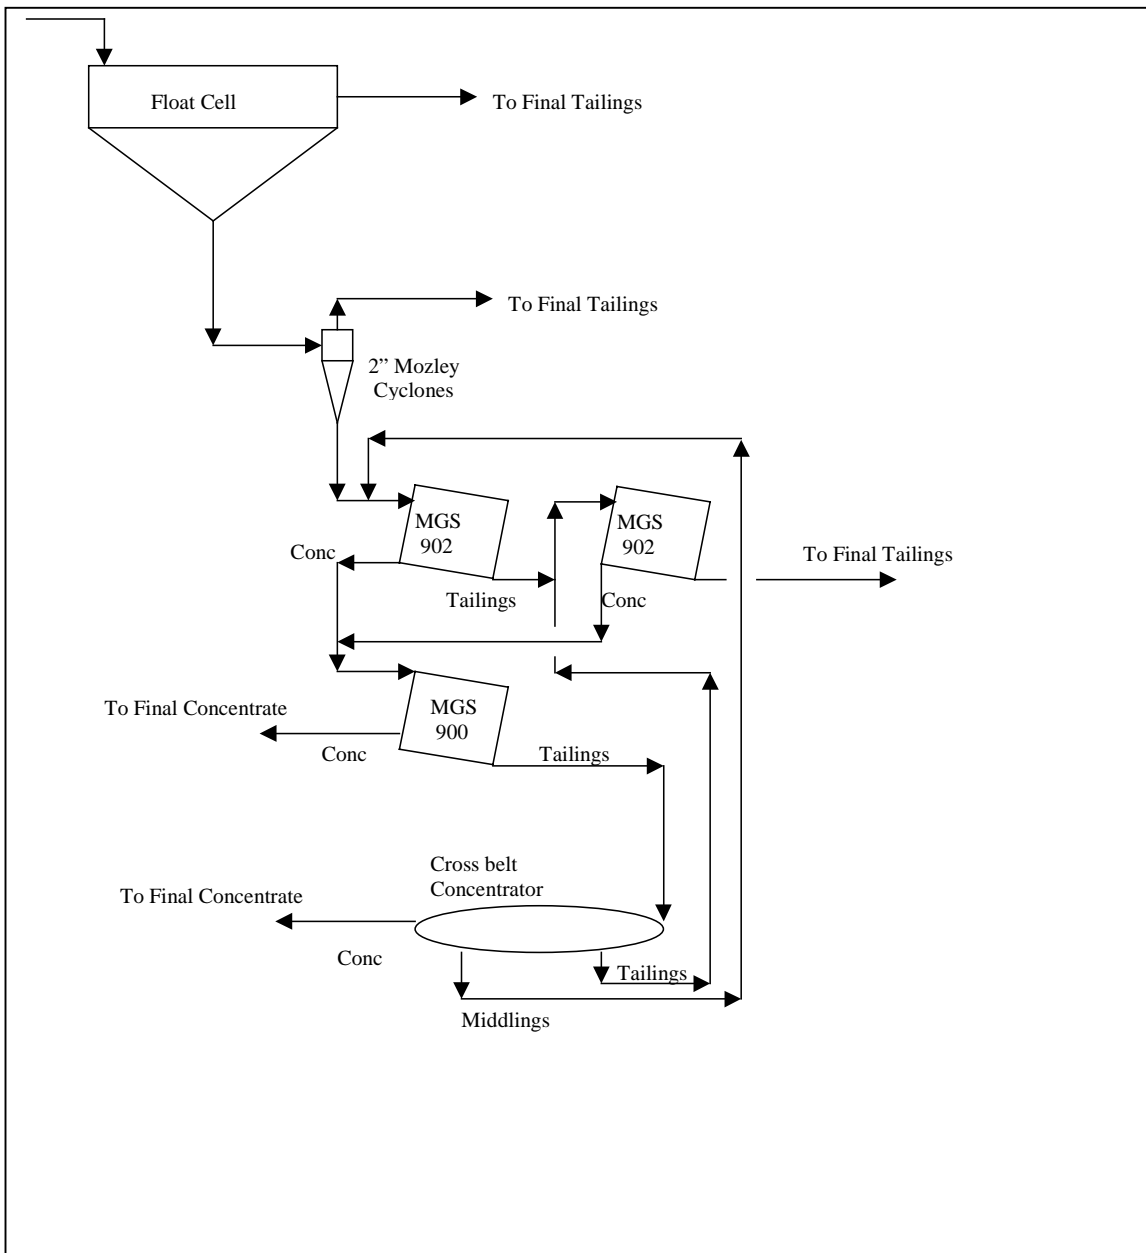 Float Cell
To Final Tailings
To Final Tailings
2” Mozley
Cyclones
MGS
902
MGS
902
Conc
To Final Tailings
Tailings
Conc
To Final Concentrate
MGS
900
Conc
Tailings
Cross belt
Concentrator
To Final Concentrate
Conc
Tailings
Middlings